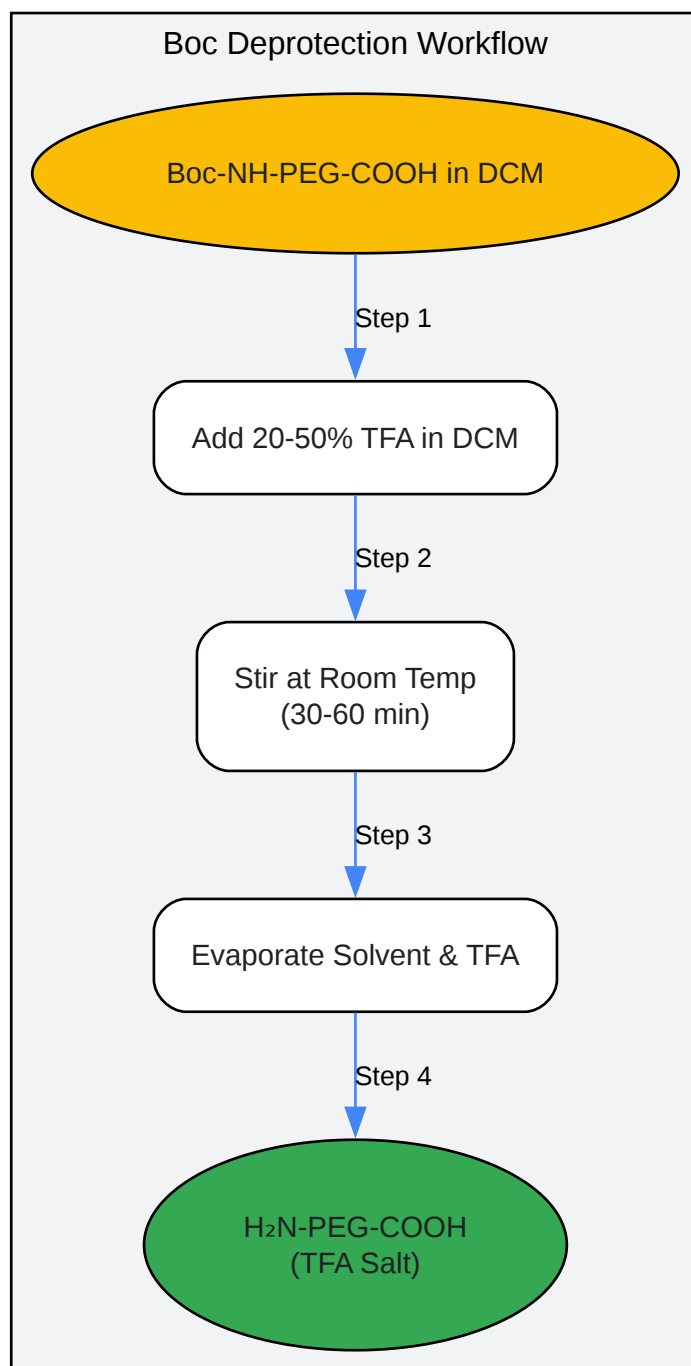 Boc Deprotection Workflow
Boc-NH-PEG-COOH in DCM
Step 1
Add 20-50% TFA in DCM
Step 2
Stir at Room Temp
(30-60 min)
Step 3
Evaporate Solvent & TFA
Step 4
H₂N-PEG-COOH
(TFA Salt)